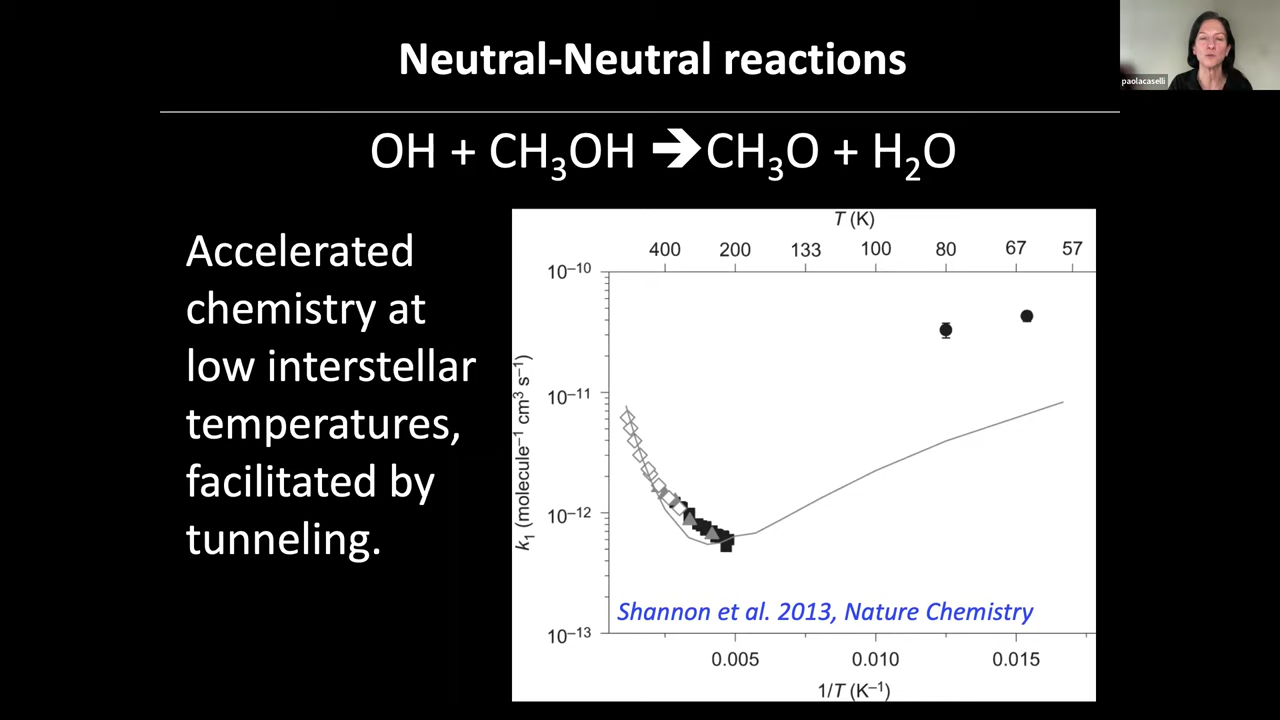 Neutral-Neutral reactions
paolacaselli
OH + CH₃OH ➔ CH₃O + H₂O
Accelerated
chemistry at
low interstellar
temperatures,
facilitated by
tunneling.
T (K)
400 200 133 100 80 67 57
10⁻¹⁰
10⁻¹¹
10⁻¹²
10⁻¹³
k₁ (molecule⁻¹ cm³ s⁻¹)
Shannon et al. 2013, Nature Chemistry
0.005 0.010 0.015
1/T (K⁻¹)